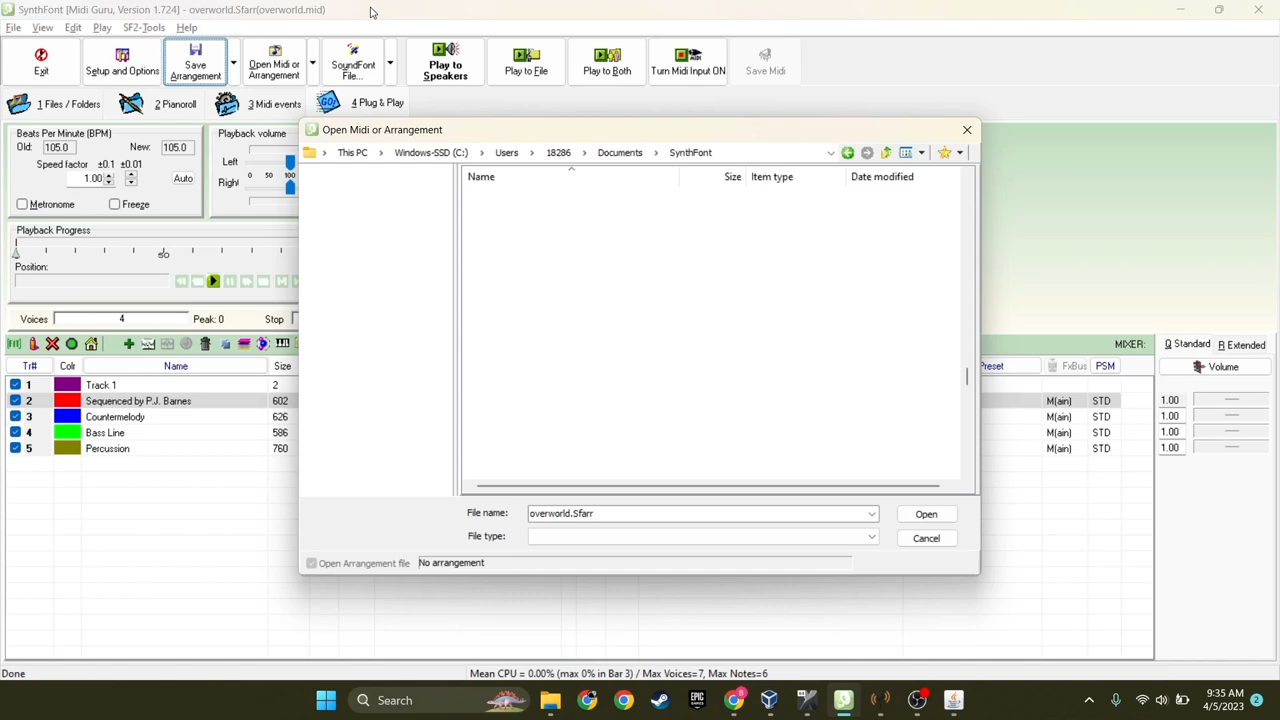 SynthFont [Midi Guru, Version 1.724] - overworld.Sfarr(overworld.mid)
File View Edit Play SF2-Tools Help
Exit
Setup and Options
Save Arrangement
Open Midi or Arrangement
SoundFont File...
Play to Speakers
Play to File
Play to Both
Turn Midi Input ON
Save Midi
1 Files / Folders
2 Pianoroll
3 Midi events
GO!
4 Plug & Play
Beats Per Minute (BPM)
Old: 105.0 New: 105.0
Speed factor ±0.1 ±0.01
1.00 Auto
Metronome Freeze
Playback volume
Left
0 50 100
Right
Playback Progress
50
Position:
Voices 4 Peak: 0 Stop
Open Midi or Arrangement
This PC Windows-SSD (C:) Users 18286 Documents SynthFont
Name Size Item type Date modified
File name: overworld.Sfarr Open
File type: Cancel
Open Arrangement file No arrangement
MIXER: Standard R Extended
Tr# Colr Name Size Preset FxBus PSM Volume
1 Track 1 2
2 Sequenced by P.J. Barnes 602 M(ain) STD 1.00
3 Countermelody 626 M(ain) STD 1.00
4 Bass Line 586 M(ain) STD 1.00
5 Percussion 760 M(ain) STD 1.00
Done Mean CPU = 0.00% (max 0% in Bar 3) / Max Voices=7, Max Notes=6
Search
EPIC GAMES
9:35 AM
4/5/2023